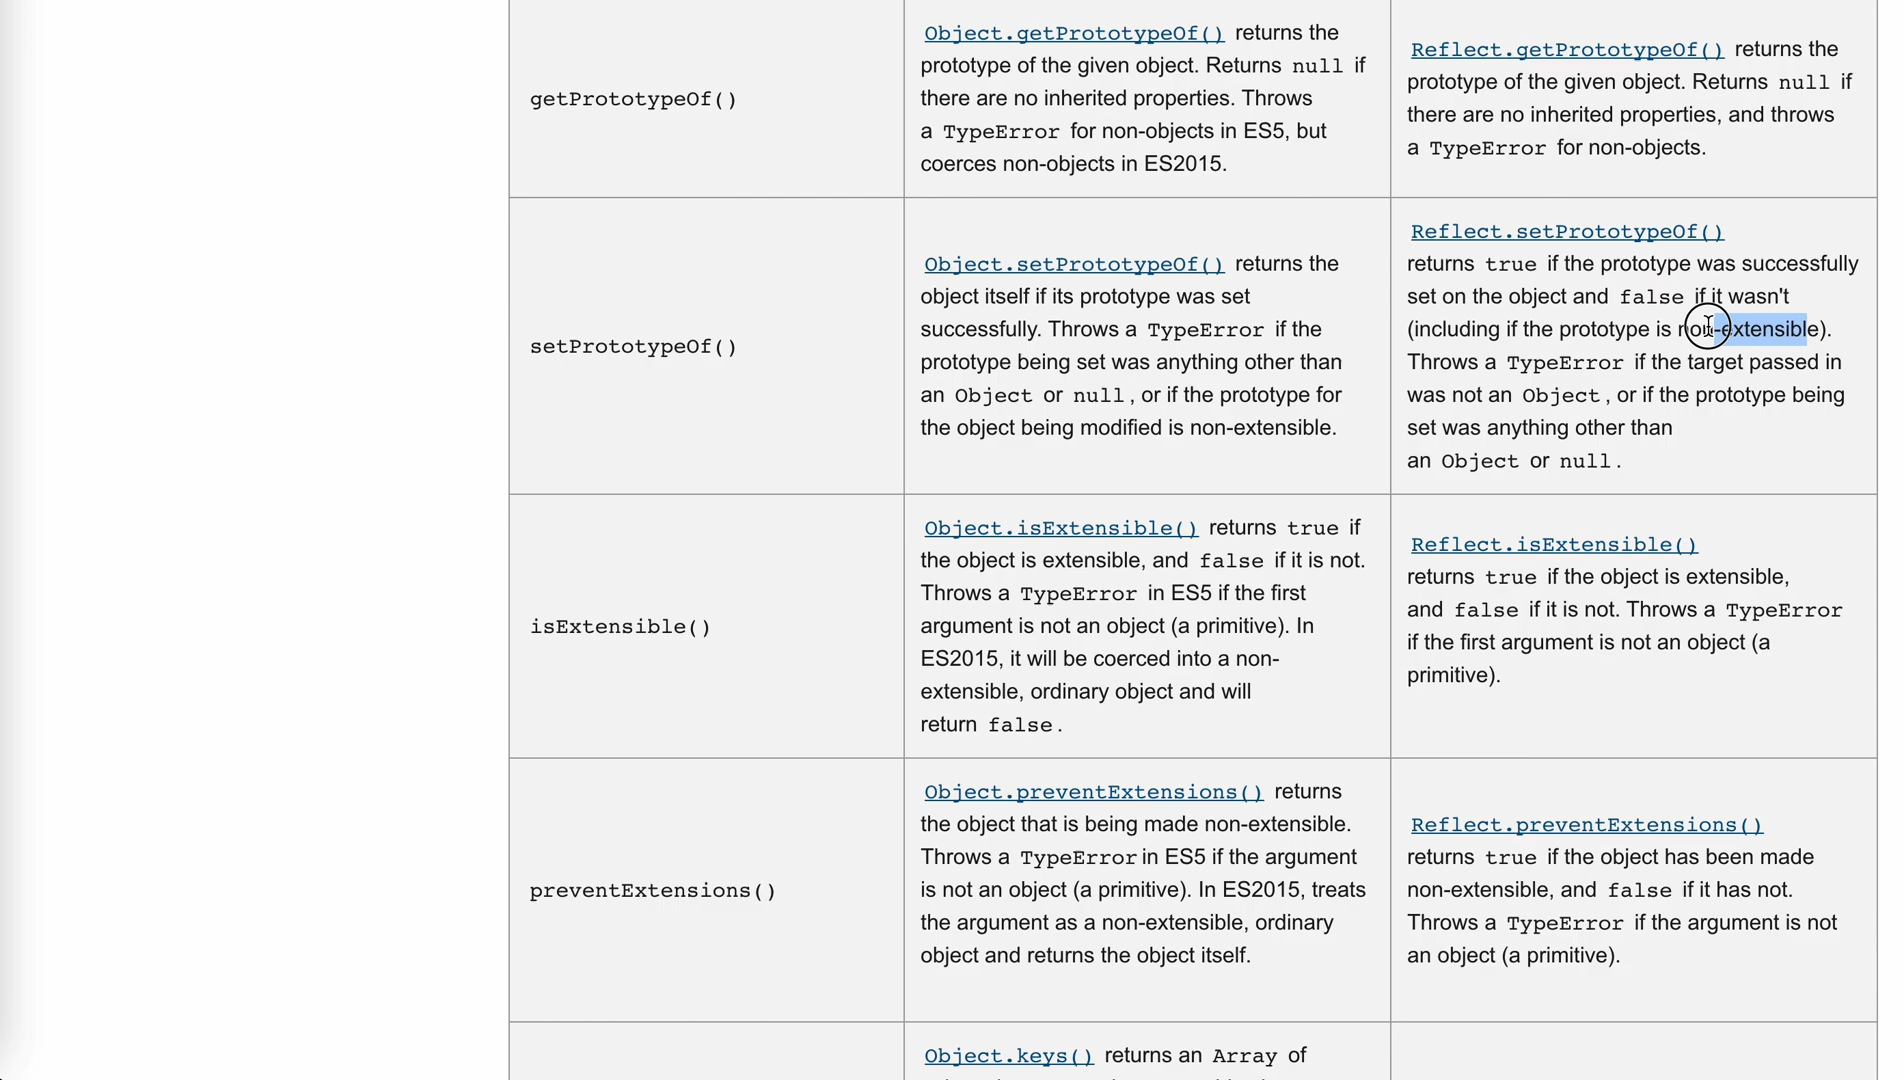 getPrototypeOf()
Object.getPrototypeOf() returns the
prototype of the given object. Returns null if
there are no inherited properties. Throws
a TypeError for non-objects in ES5, but
coerces non-objects in ES2015.
Reflect.getPrototypeOf() returns the
prototype of the given object. Returns null if
there are no inherited properties, and throws
a TypeError for non-objects.
setPrototypeOf()
Object.setPrototypeOf() returns the
object itself if its prototype was set
successfully. Throws a TypeError if the
prototype being set was anything other than
an Object or null, or if the prototype for
the object being modified is non-extensible.
Reflect.setPrototypeOf()
returns true if the prototype was successfully
set on the object and false if it wasn't
(including if the prototype is non-extensible).
Throws a TypeError if the target passed in
was not an Object, or if the prototype being
set was anything other than
an Object or null.
isExtensible()
Object.isExtensible() returns true if
the object is extensible, and false if it is not.
Throws a TypeError in ES5 if the first
argument is not an object (a primitive). In
ES2015, it will be coerced into a non-
extensible, ordinary object and will
return false.
Reflect.isExtensible()
returns true if the object is extensible,
and false if it is not. Throws a TypeError
if the first argument is not an object (a
primitive).
preventExtensions()
Object.preventExtensions() returns
the object that is being made non-extensible.
Throws a TypeError in ES5 if the argument
is not an object (a primitive). In ES2015, treats
the argument as a non-extensible, ordinary
object and returns the object itself.
Reflect.preventExtensions()
returns true if the object has been made
non-extensible, and false if it has not.
Throws a TypeError if the argument is not
an object (a primitive).
Object.keys() returns an Array of